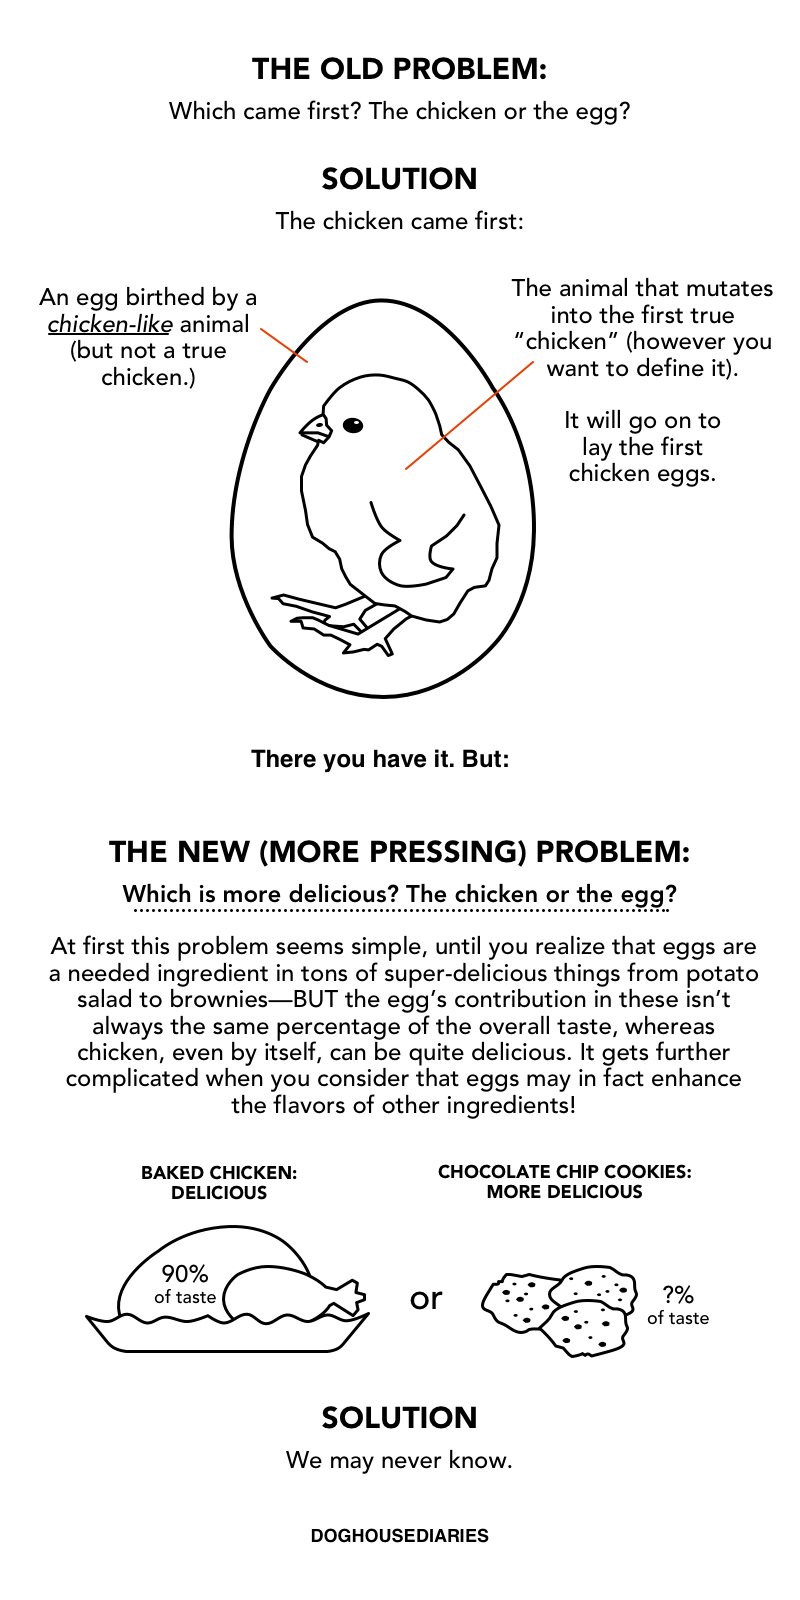 THE OLD PROBLEM:
Which came first? The chicken or the egg?
SOLUTION
The chicken came first:
An egg birthed by a
chicken-like animal
(but not a true
chicken.)
The animal that mutates
into the first true
“chicken” (however you
want to define it).
It will go on to
lay the first
chicken eggs.
There you have it. But:
THE NEW (MORE PRESSING) PROBLEM:
Which is more delicious? The chicken or the egg?
At first this problem seems simple, until you realize that eggs are
a needed ingredient in tons of super-delicious things from potato
salad to brownies—BUT the egg’s contribution in these isn’t
always the same percentage of the overall taste, whereas
chicken, even by itself, can be quite delicious. It gets further
complicated when you consider that eggs may in fact enhance
the flavors of other ingredients!
BAKED CHICKEN:
DELICIOUS
90%
of taste
or
CHOCOLATE CHIP COOKIES:
MORE DELICIOUS
?%
of taste
SOLUTION
We may never know.
DOGHOUSEDIARIES